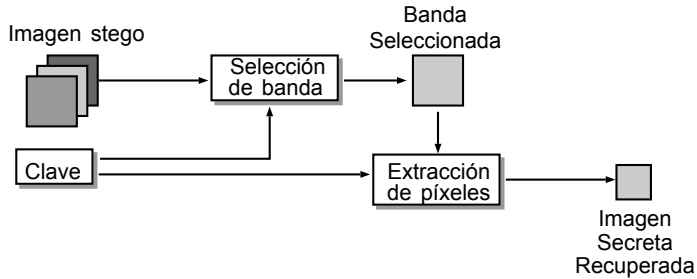 Imagen stego
Selección
de banda
Banda
Seleccionada
Clave
Extracción
de píxeles
Imagen
Secreta
Recuperada